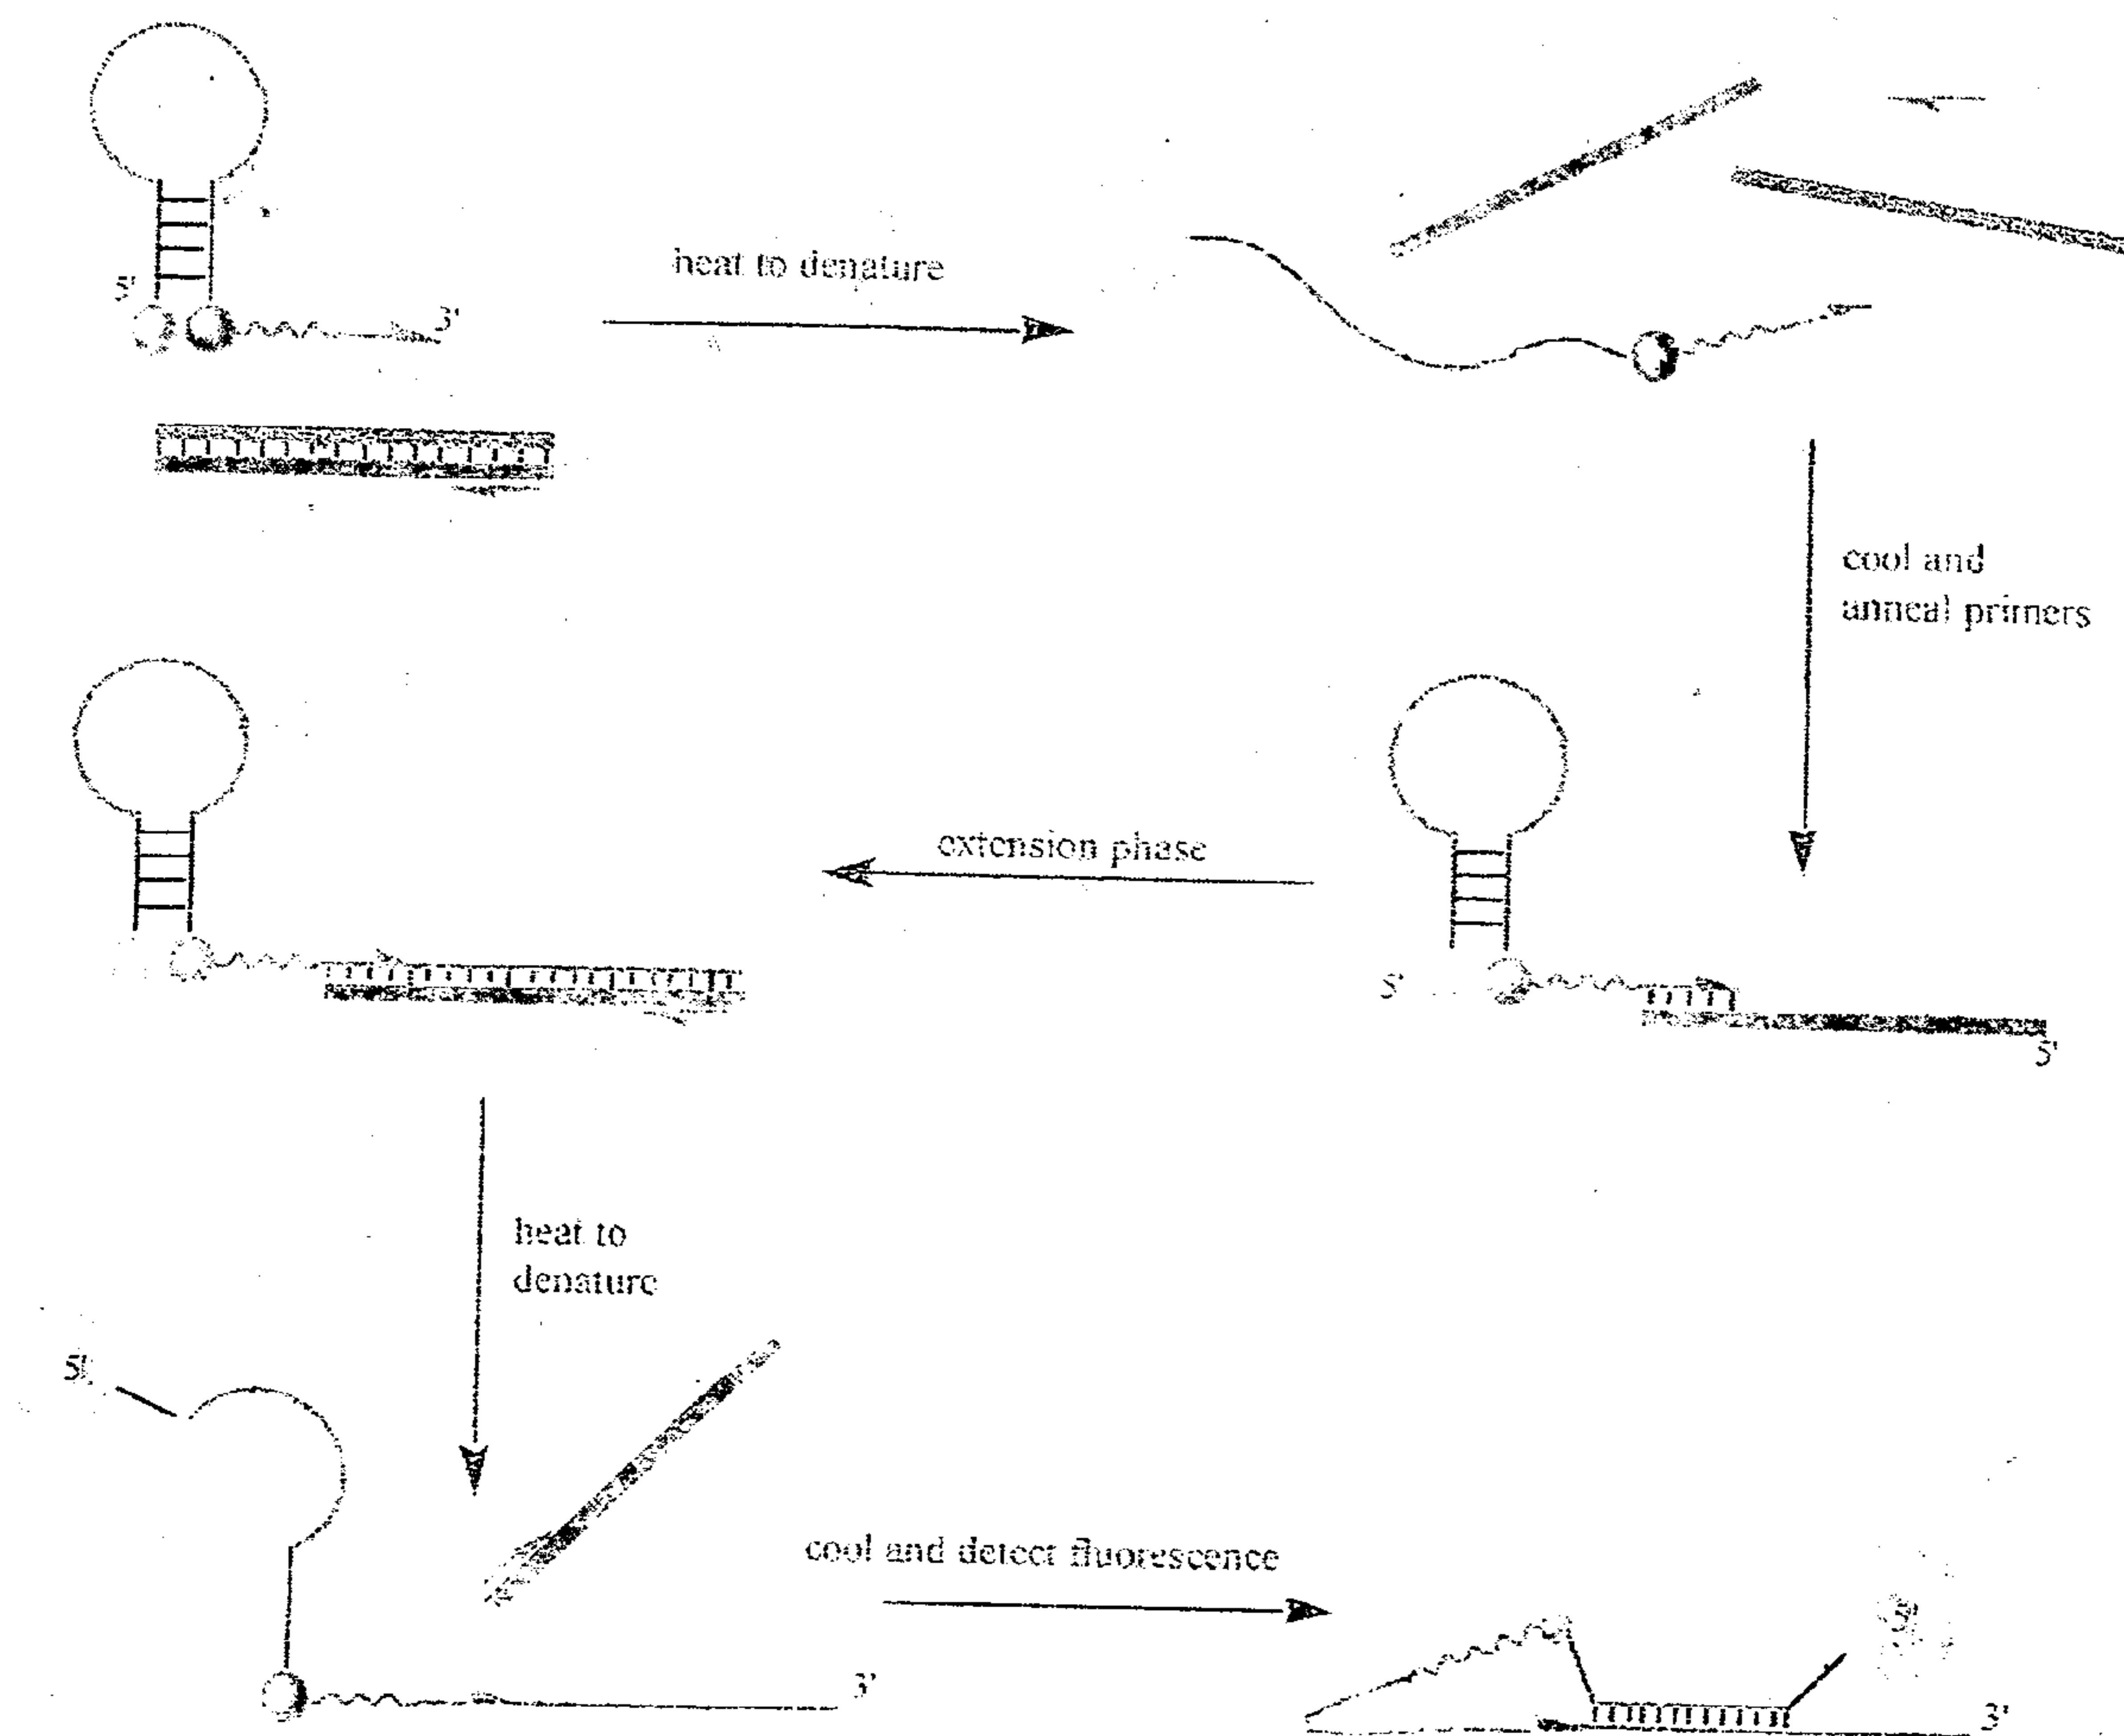 5'
3'
heat to denature
cool and
anneal primers
extension phase
5'
5'
heat to
denature
5'
cool and detect fluorescence
3'
5'
3'